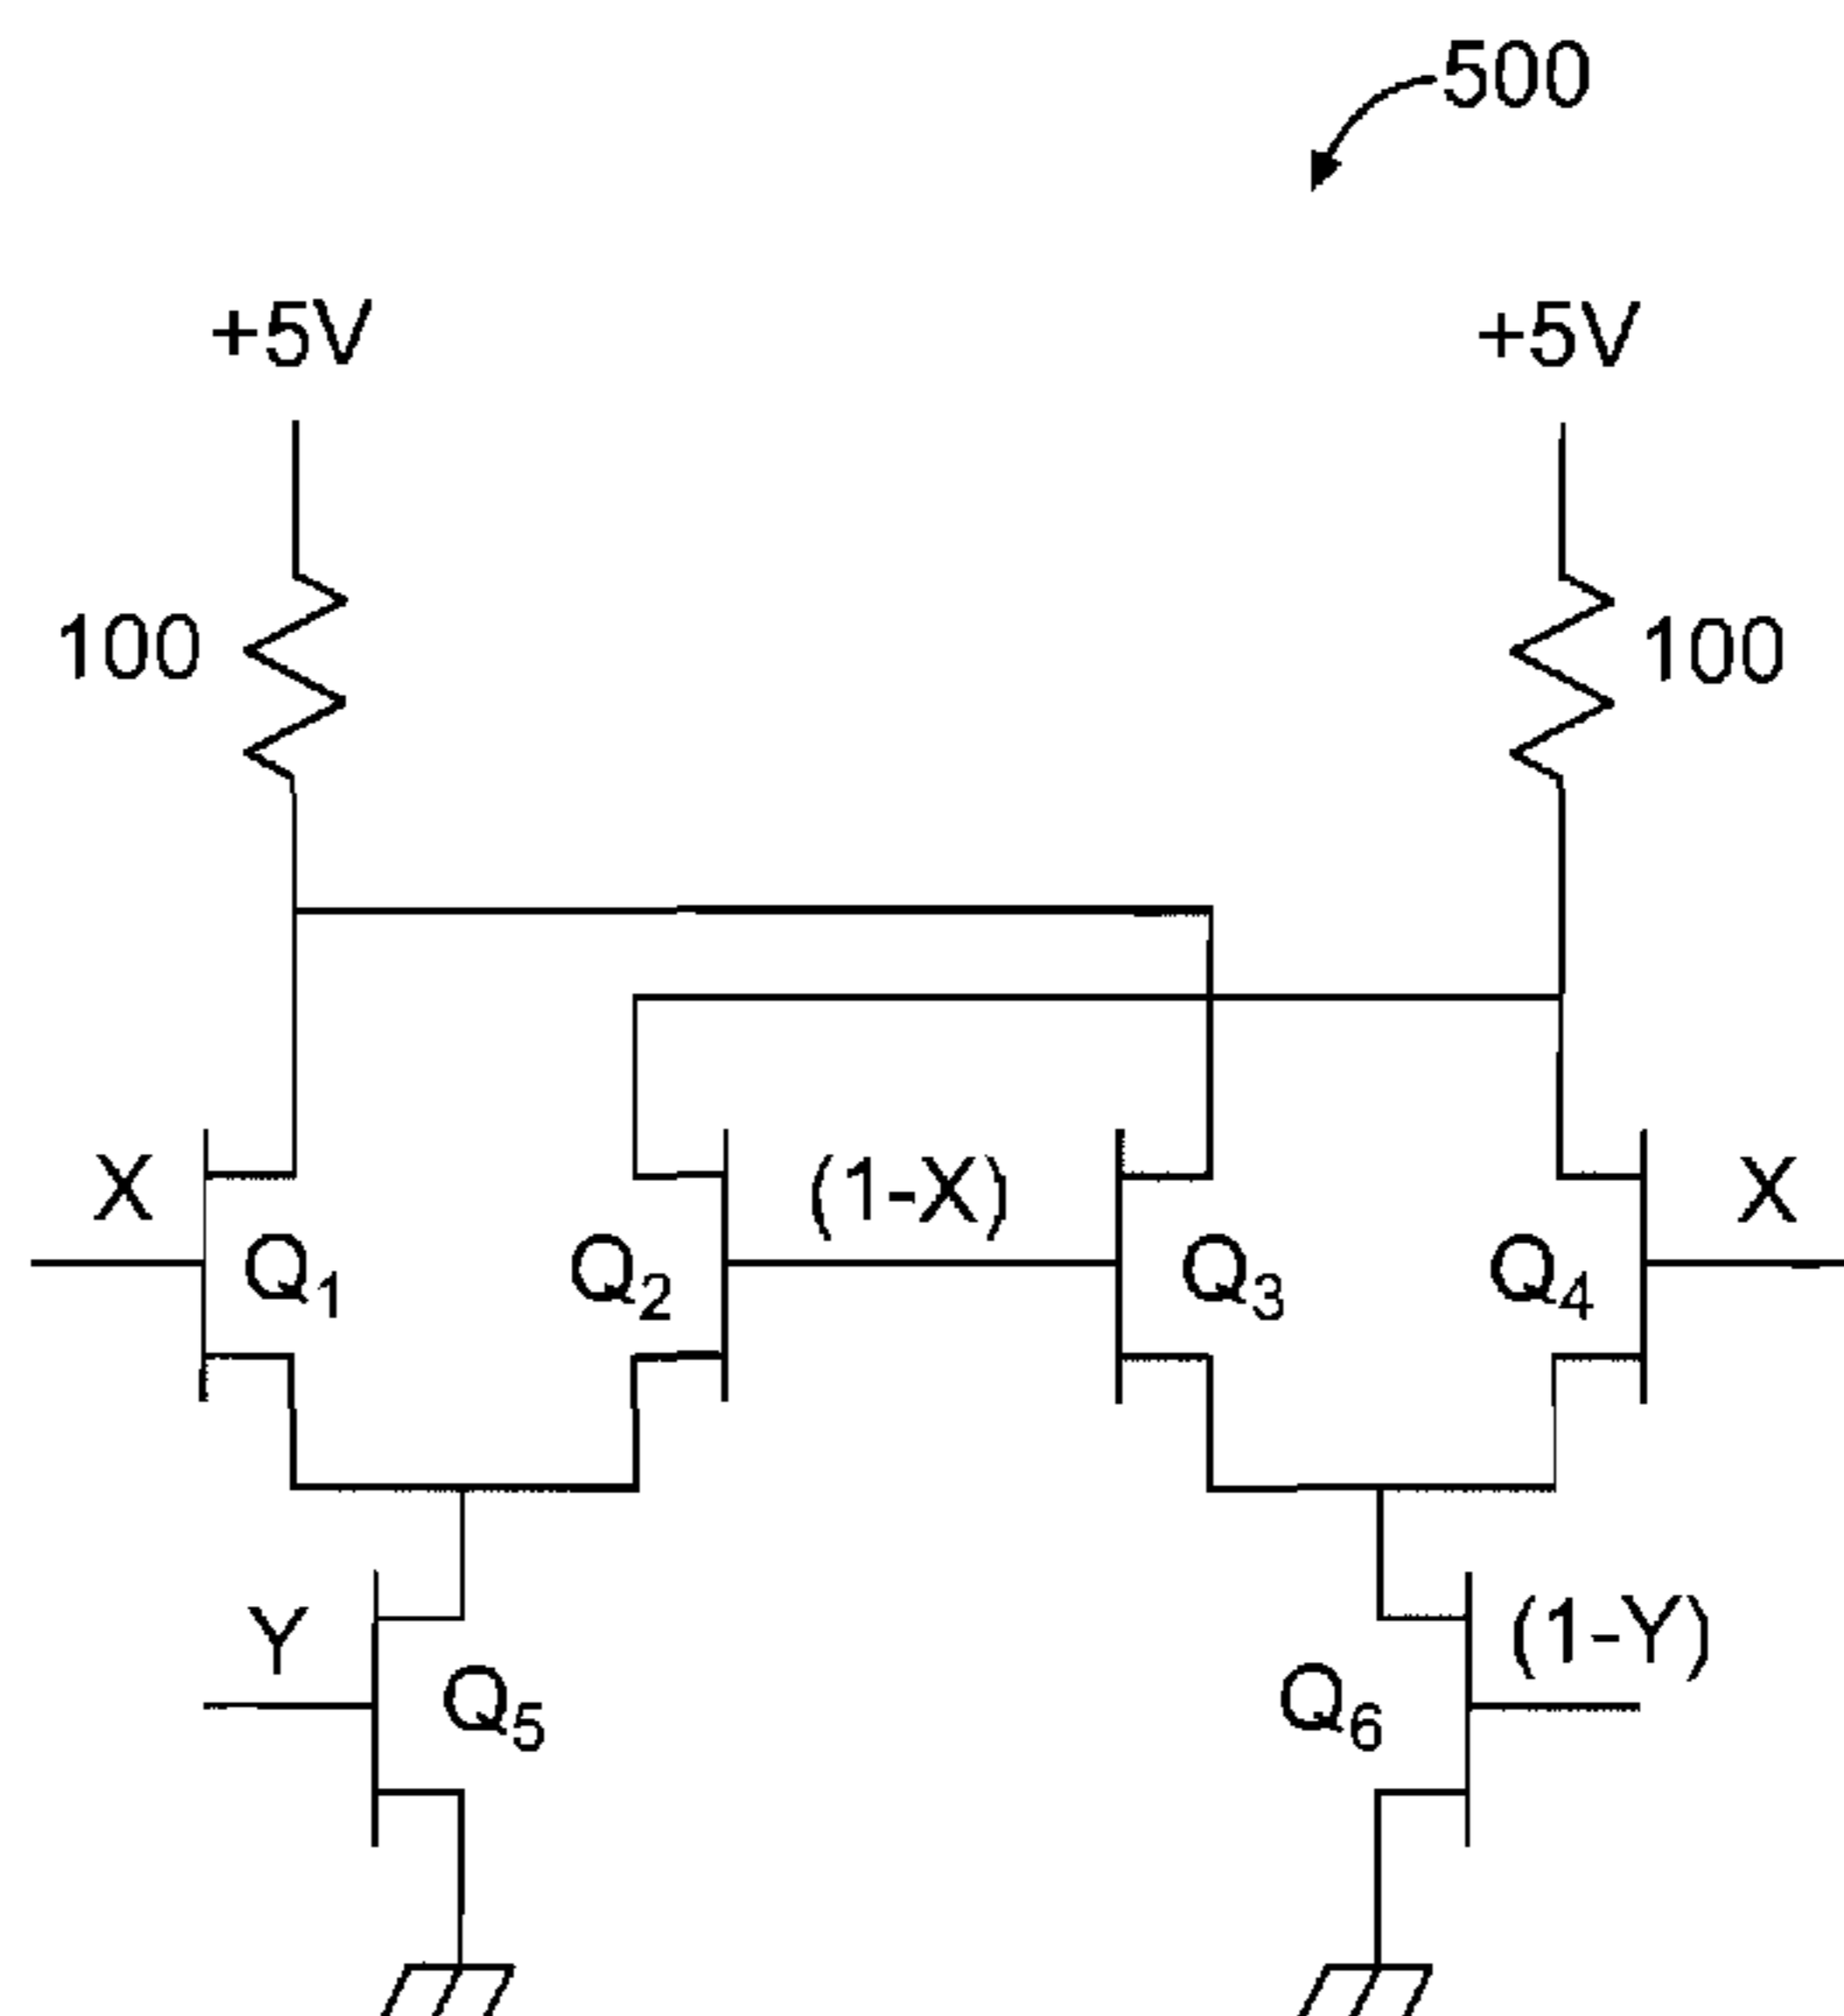 500
+5V +5V
100 100
X (1-X) X
Q1 Q2 Q3 Q4
Y (1-Y)
Q5 Q6